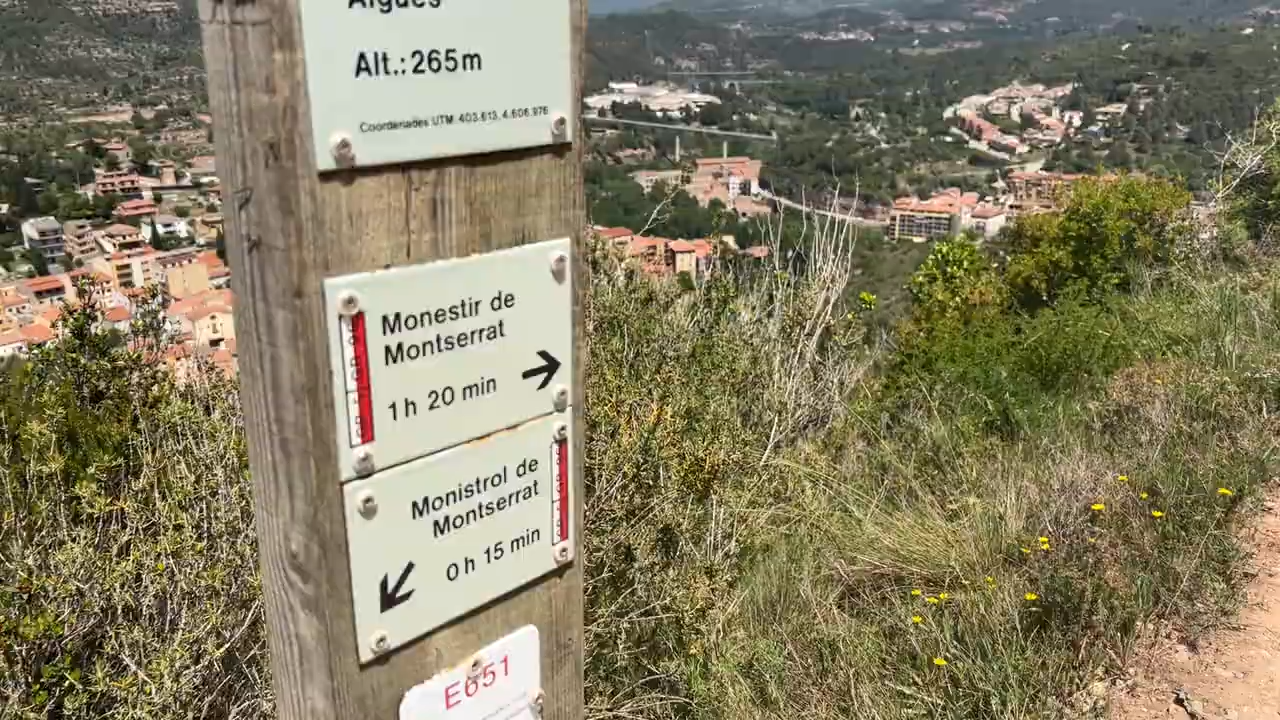 Aigües
Alt.: 265m
Coordenades UTM: 403.613, 4.606.976
Monestir de
Montserrat
1 h 20 min
Monistrol de
Montserrat
0 h 15 min
E651